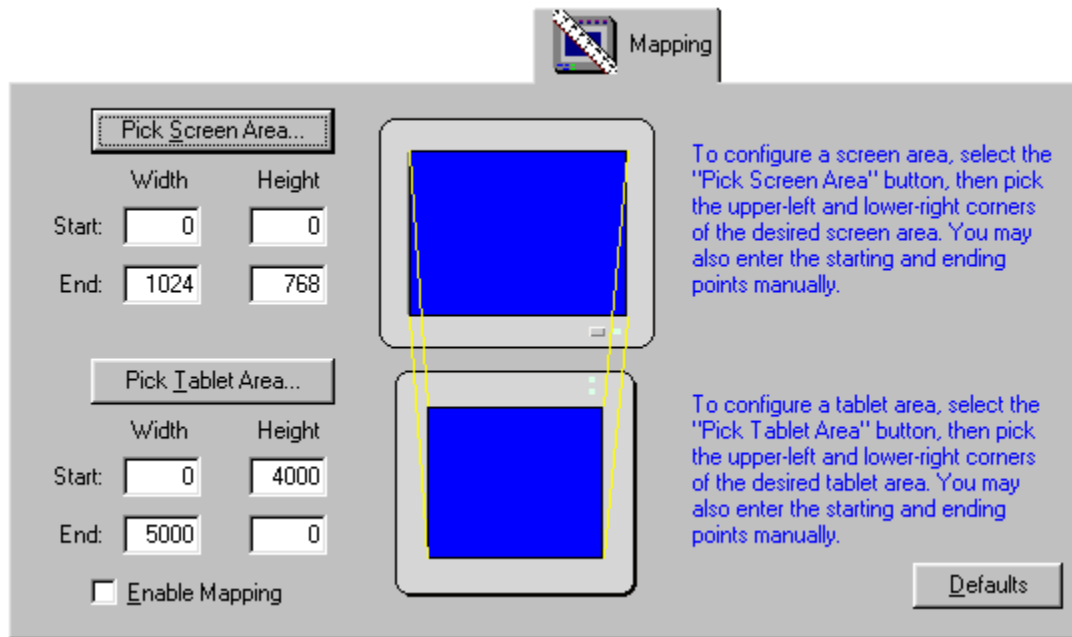 Mapping
Pick Screen Area...
Width Height
Start: 0 0
End: 1024 768
To configure a screen area, select the
"Pick Screen Area" button, then pick
the upper-left and lower-right corners
of the desired screen area. You may
also enter the starting and ending
points manually.
Pick Tablet Area...
Width Height
Start: 0 4000
End: 5000 0
Enable Mapping
To configure a tablet area, select the
"Pick Tablet Area" button, then pick
the upper-left and lower-right corners
of the desired tablet area. You may
also enter the starting and ending
points manually.
Defaults